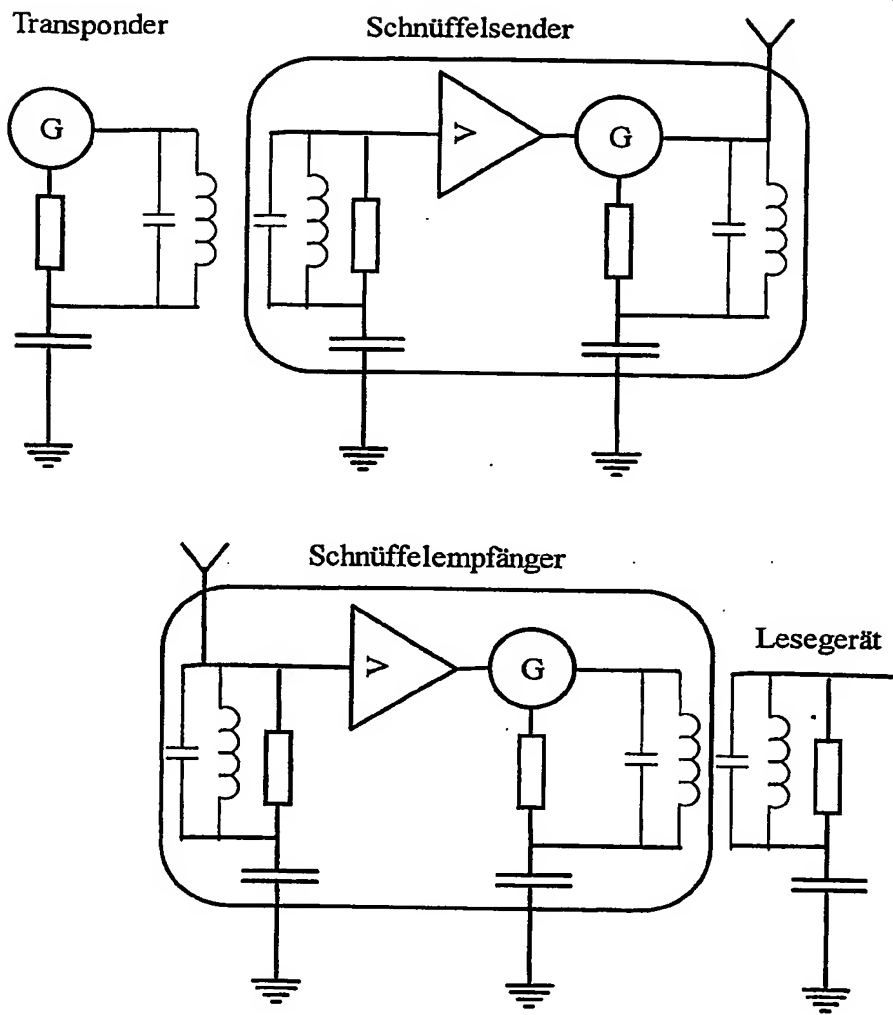 Transponder
Schnüffelsender
G
V
G
Schnüffelempfänger
V
G
Lesegerät